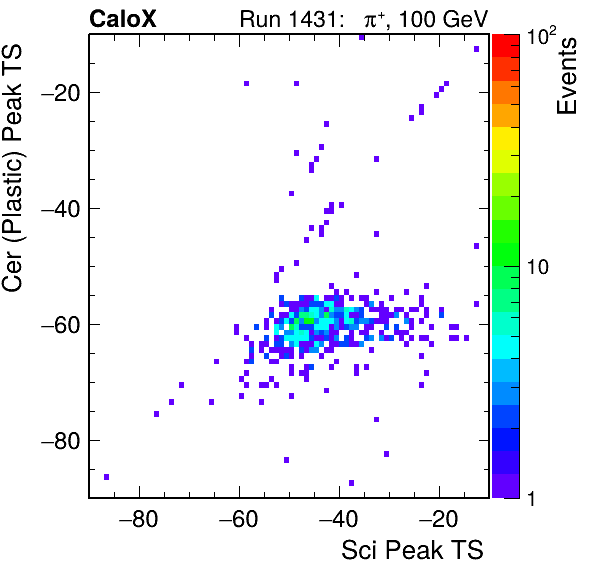 CaloX Run 1431: π⁺, 100 GeV
Cer (Plastic) Peak TS
−20
−40
−60
−80
−80 −60 −40 −20
Sci Peak TS
10²
10
1
Events